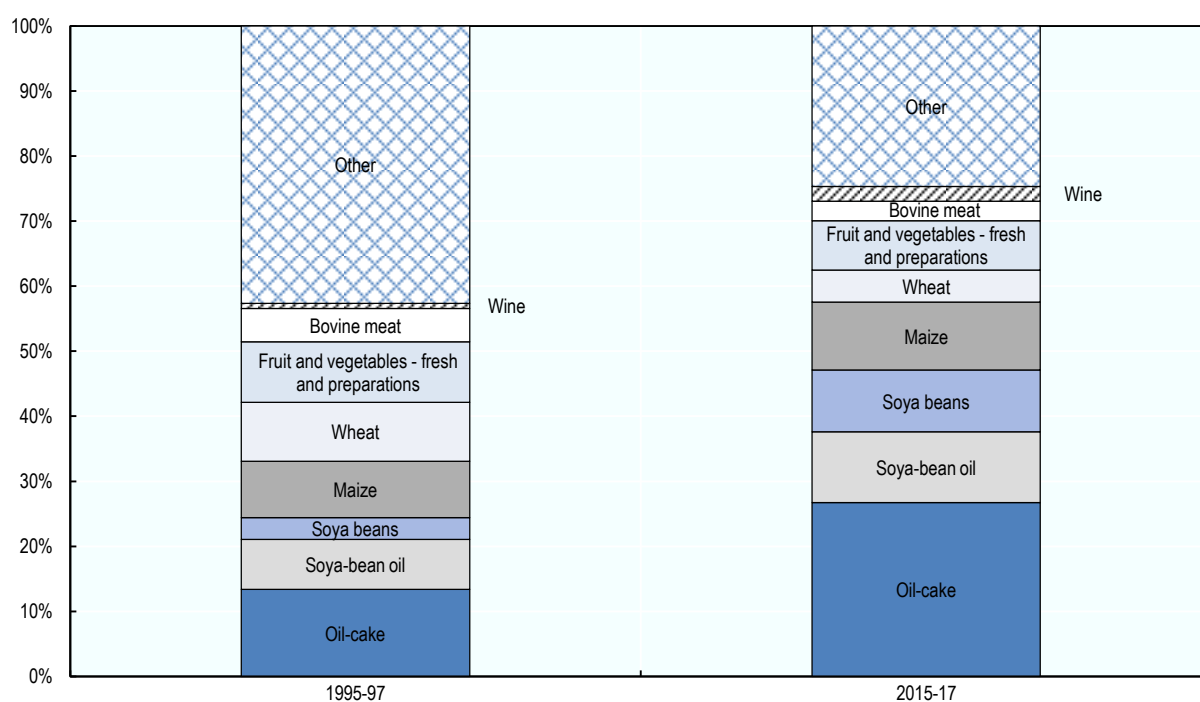 100%
90%
80%
70%
60%
50%
40%
30%
20%
10%
0%
Other
Wine
Bovine meat
Fruit and vegetables - fresh
and preparations
Wheat
Maize
Soya beans
Soya-bean oil
Oil-cake
1995-97
Other
Wine
Bovine meat
Fruit and vegetables - fresh
and preparations
Wheat
Maize
Soya beans
Soya-bean oil
Oil-cake
2015-17